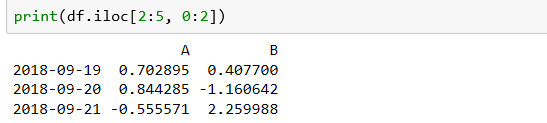 print(df.iloc[2:5, 0:2])
A B
2018-09-19 0.702895 0.407700
2018-09-20 0.844285 -1.160642
2018-09-21 -0.555571 2.259988